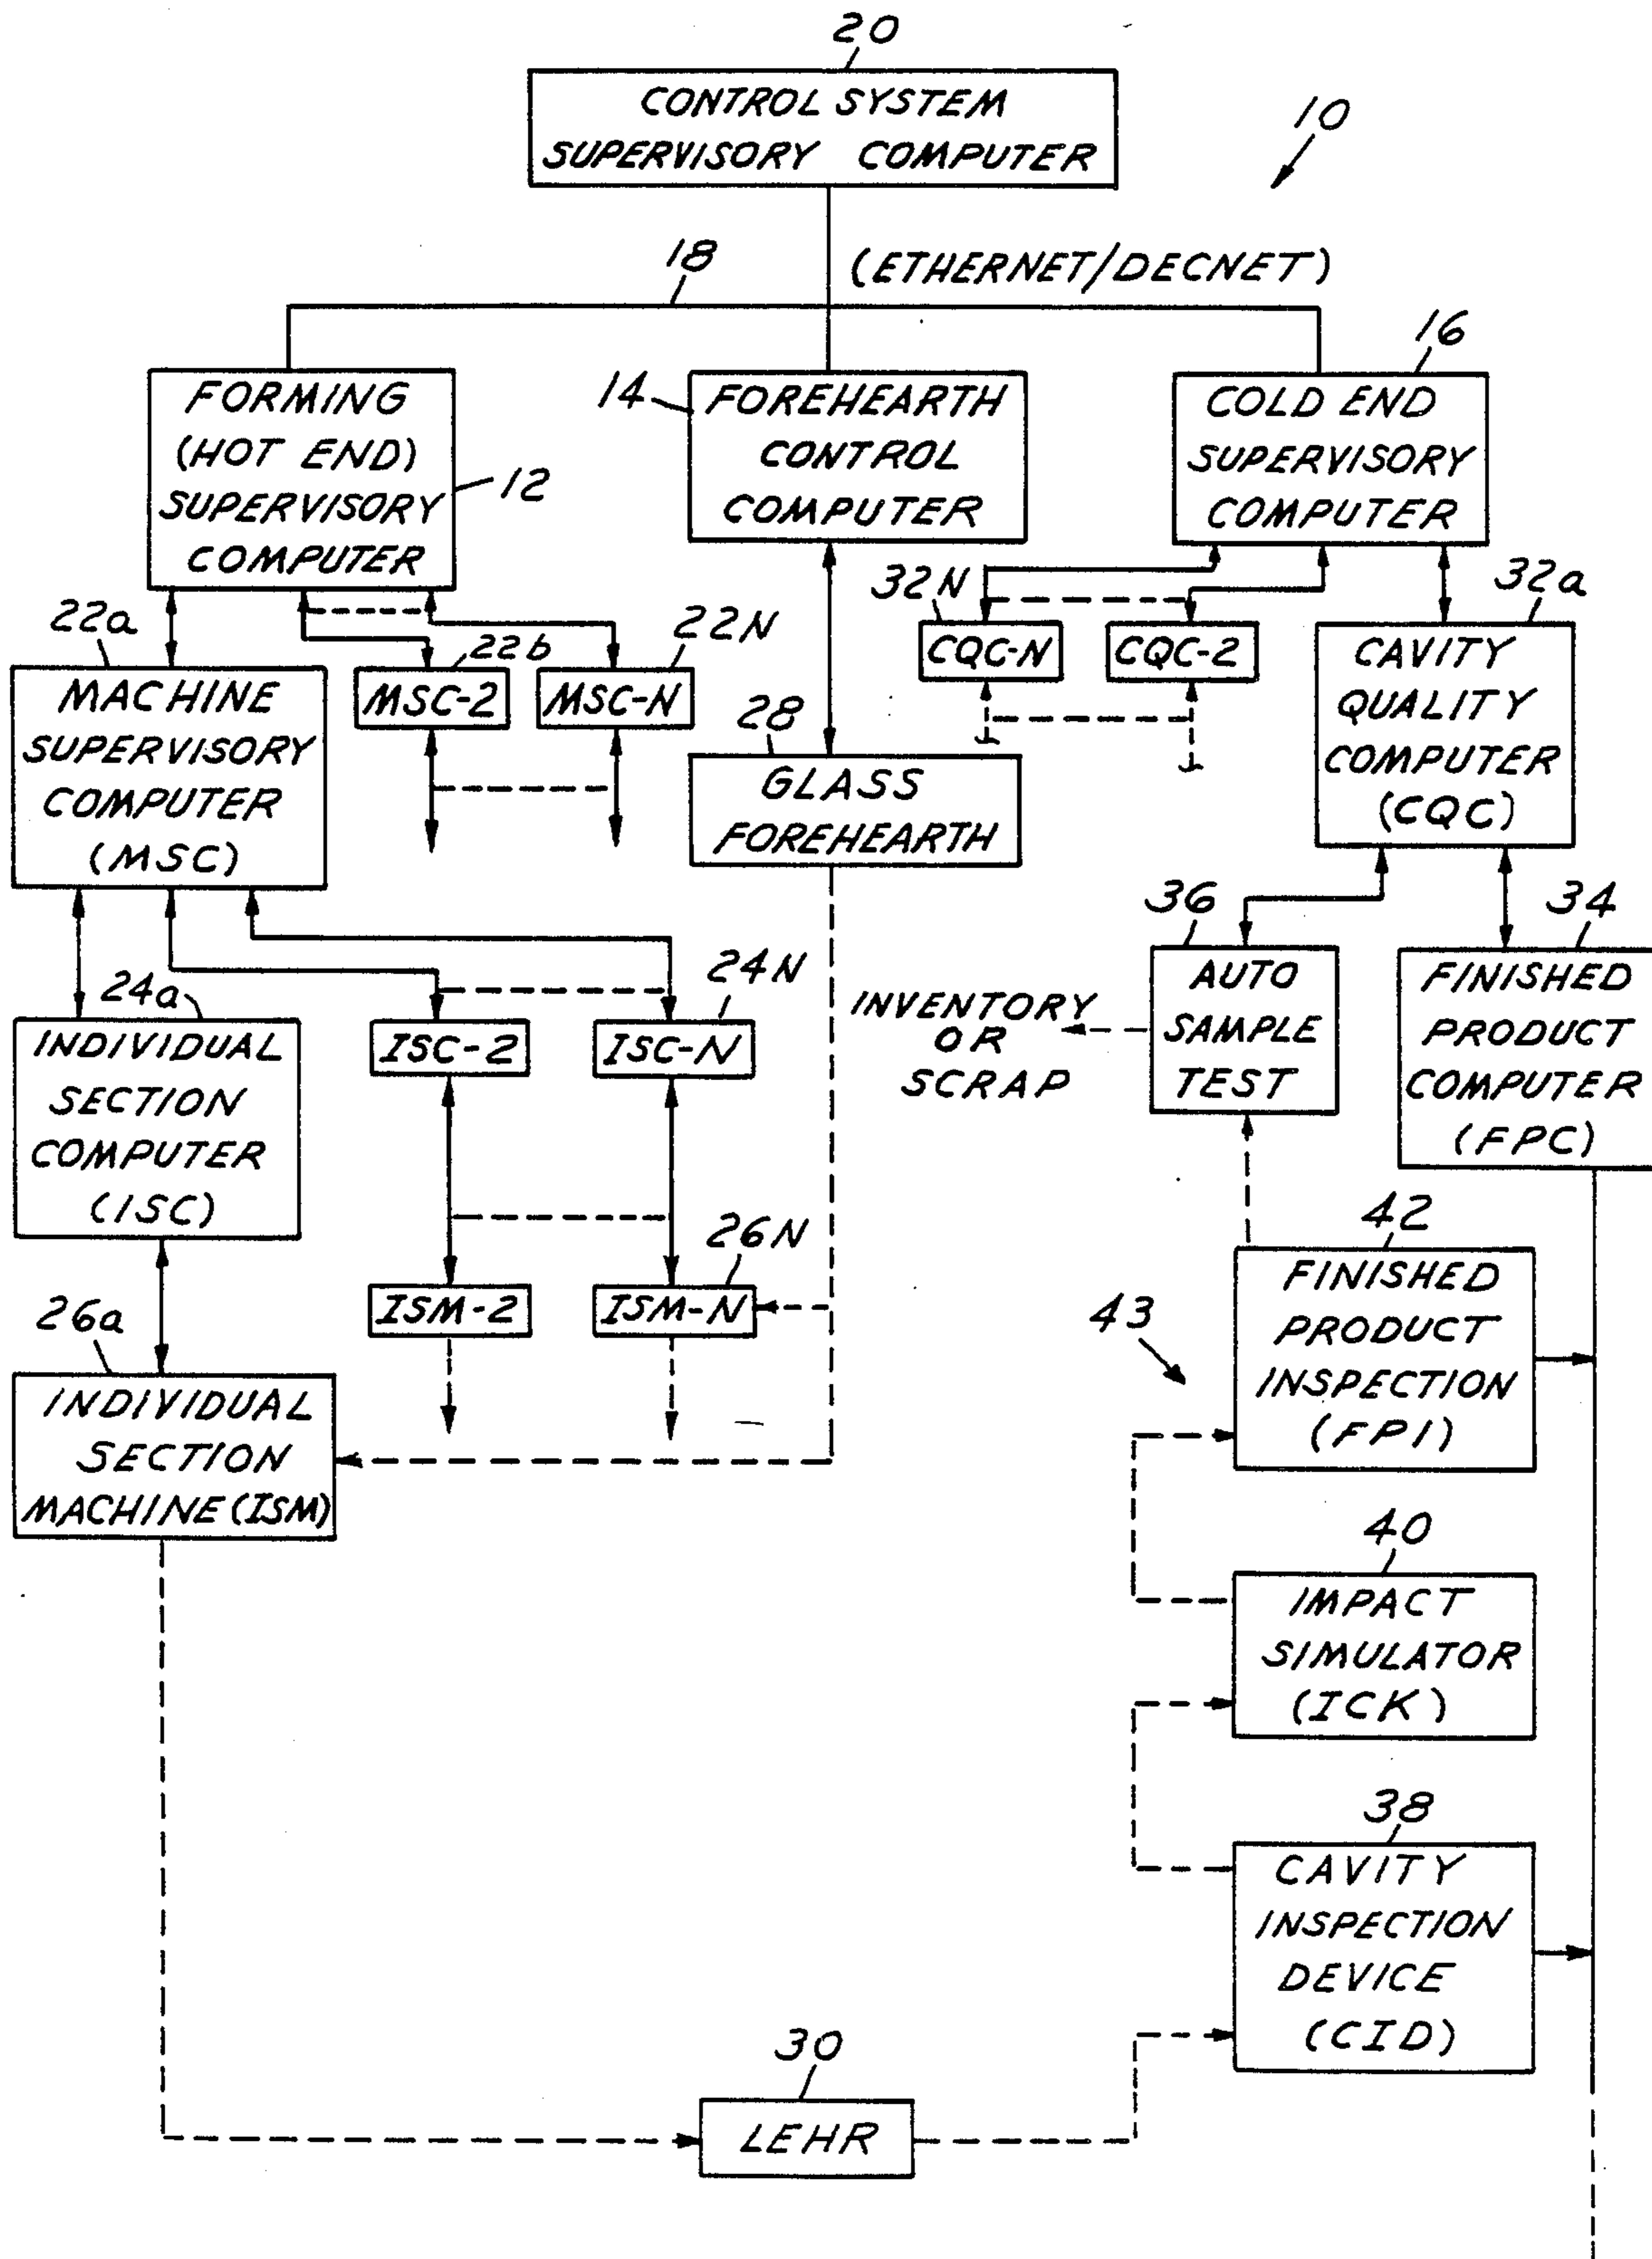 20
CONTROL SYSTEM
SUPERVISORY COMPUTER
10
18
(ETHERNET/DECNET)
FORMING
(HOT END)
SUPERVISORY
COMPUTER
12
14
FOREHEARTH
CONTROL
COMPUTER
16
COLD END
SUPERVISORY
COMPUTER
22a
MACHINE
SUPERVISORY
COMPUTER
(MSC)
22b
MSC-2
22N
MSC-N
28
GLASS
FOREHEARTH
32N
CQC-N
CQC-2
32a
CAVITY
QUALITY
COMPUTER
(CQC)
24a
INDIVIDUAL
SECTION
COMPUTER
(ISC)
ISC-2
24N
ISC-N
INVENTORY
OR
SCRAP
36
AUTO
SAMPLE
TEST
34
FINISHED
PRODUCT
COMPUTER
(FPC)
26a
INDIVIDUAL
SECTION
MACHINE (ISM)
ISM-2
26N
ISM-N
43
42
FINISHED
PRODUCT
INSPECTION
(FPI)
40
IMPACT
SIMULATOR
(ICK)
38
CAVITY
INSPECTION
DEVICE
(CID)
30
LEHR